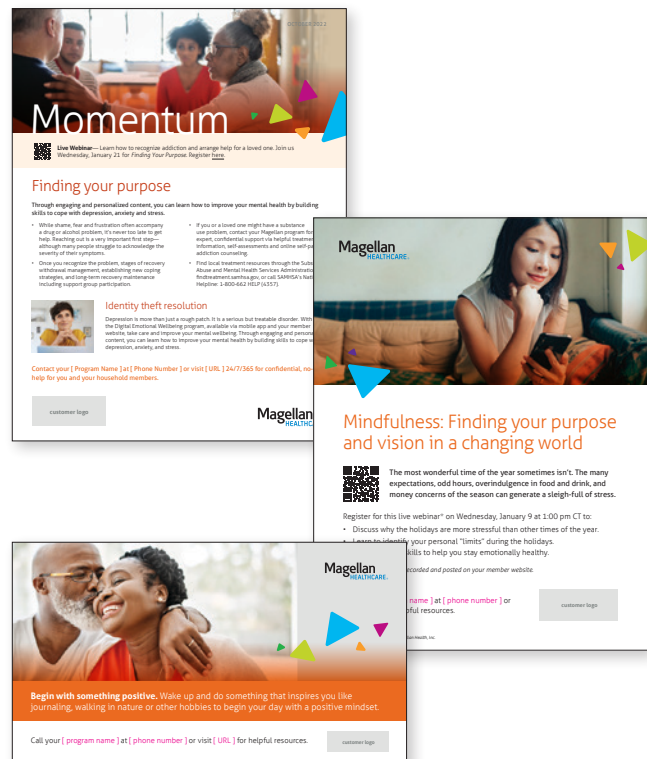 OCTOBER 2022
Momentum
Live Webinar— Learn how to recognize addiction and arrange help for a loved one. Join us
Wednesday, January 21 for Finding Your Purpose. Register here.
Finding your purpose
Through engaging and personalized content, you can learn how to improve your mental health by building
skills to cope with depression, anxiety and stress.
• While shame, fear and frustration often accompany
a drug or alcohol problem, it's never too late to get
help. Reaching out is a very important first step—
although many people struggle to acknowledge the
severity of their symptoms.
• Once you recognize the problem, stages of recovery
withdrawal management, establishing new coping
strategies, and long-term recovery maintenance
including support group participation.
• If you or a loved one might have a substance
use problem, contact your Magellan program for
expert, confidential support via helpful treatment
information, self-assessments and online
addiction counseling.
• Find local treatment resources through the
Abuse and Mental Health Services
findtreatment.samhsa.gov, or call SAMHSA's
Helpline: 1-800-662 HELP (4357).
Identity theft resolution
Depression is more than just a rough patch. It is a serious but treatable disorder. With
the Digital Emotional Wellbeing program, available via mobile app and your member
website, take care and improve your mental wellbeing. Through engaging and
content, you can learn how to improve your mental health by building skills to cope
depression, anxiety, and stress.
Contact your [ Program Name ] at [ Phone Number ] or visit [ URL ] 24/7/365 for confidential,
help for you and your household members.
customer logo
Magellan
Magellan
HEALTHCARE.
Mindfulness: Finding your purpose
and vision in a changing world
The most wonderful time of the year sometimes isn't. The many
expectations, odd hours, overindulgence in food and drink, and
money concerns of the season can generate a sleigh-full of stress.
Register for this live webinar* on Wednesday, January 9 at 1:00 pm CT to:
• Discuss why the holidays are more stressful than other times of the year.
• Learn to identify your personal "limits" during the holidays.
skills to help you stay emotionally healthy.
recorded and posted on your member website.
name ] at [ phone number ] or
resources.
customer logo
Health, Inc.
Magellan
HEALTHCARE.
Begin with something positive. Wake up and do something that inspires you like
journaling, walking in nature or other hobbies to begin your day with a positive mindset.
Call your [ program name ] at [ phone number ] or visit [ URL ] for helpful resources.
customer logo